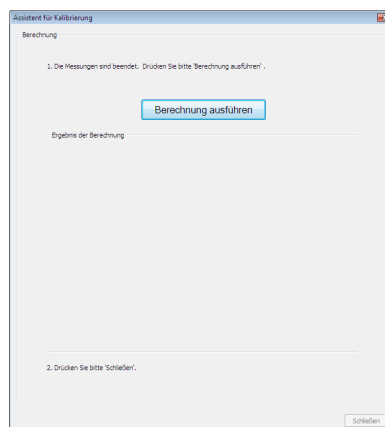 Assistent für Kalibrierung
Berechnung
1. Die Messungen sind beendet. Drücken Sie bitte 'Berechnung ausführen' .
Berechnung ausführen
Ergebnis der Berechnung
2. Drücken Sie bitte 'Schließen'.
Schließen